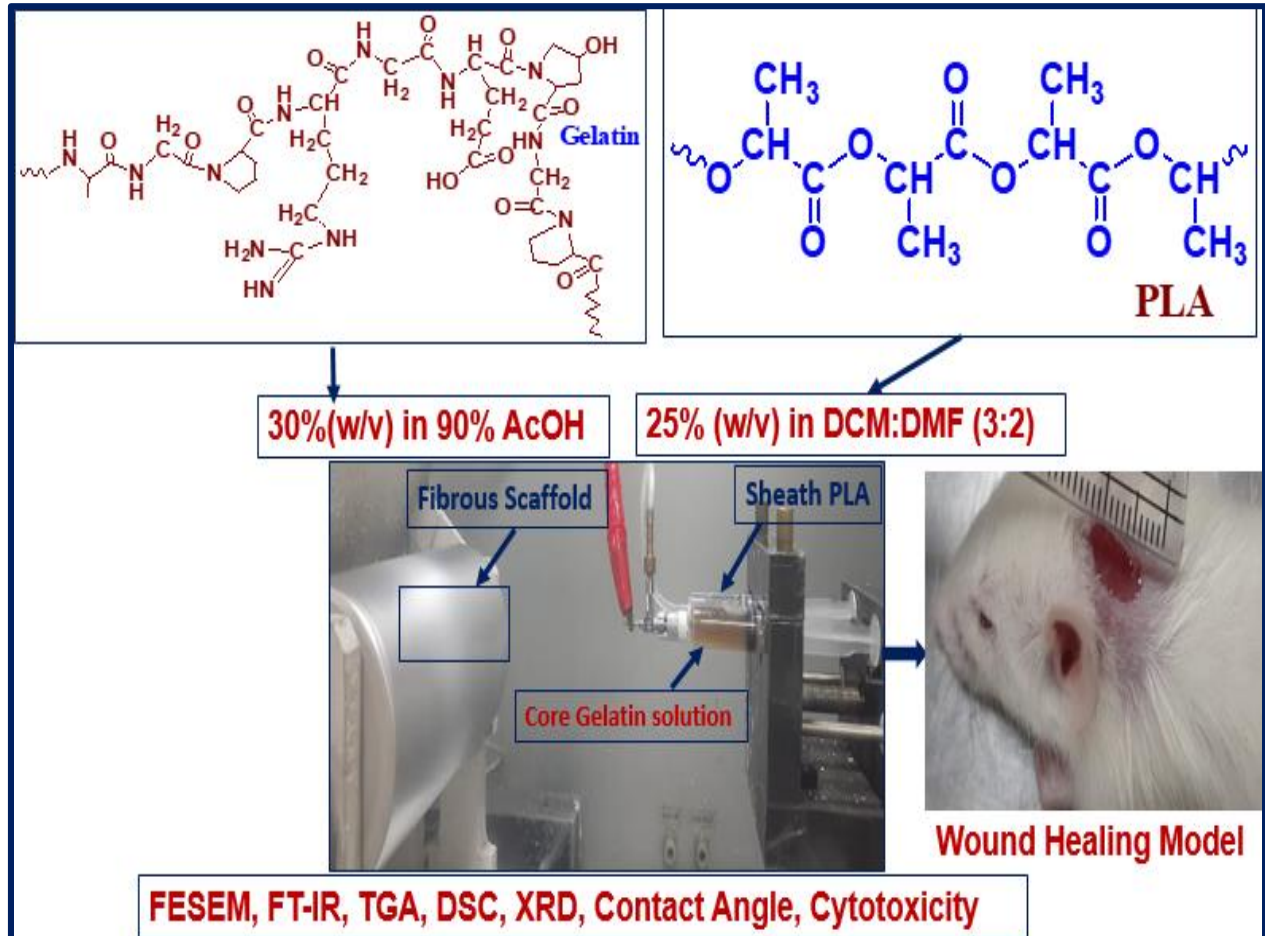 Gelatin
PLA
30%(w/v) in 90% AcOH
25% (w/v) in DCM:DMF (3:2)
Fibrous Scaffold
Sheath PLA
Core Gelatin solution
Wound Healing Model
FESEM, FT-IR, TGA, DSC, XRD, Contact Angle, Cytotoxicity